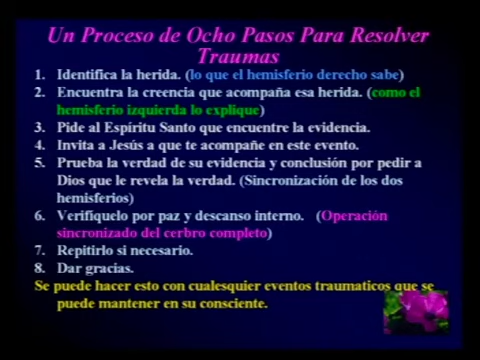 Un Proceso de Ocho Pasos Para Resolver
Traumas
1. Identifica la herida. (lo que el hemisferio derecho sabe)
2. Encuentra la creencia que acompaña esa herida. (como el
hemisferio izquierda lo explique)
3. Pide al Espíritu Santo que encuentre la evidencia.
4. Invita a Jesús a que te acompañe en este evento.
5. Prueba la verdad de su evidencia y conclusión por pedir a
Dios que le revela la verdad. (Sincronización de los dos
hemisferios)
6. Verifíquelo por paz y descanso interno. (Operación
sincronizado del cerbro completo)
7. Repitirlo si necesario.
8. Dar gracias.
Se puede hacer esto con cualesquier eventos traumaticos que se
puede mantener en su consciente.